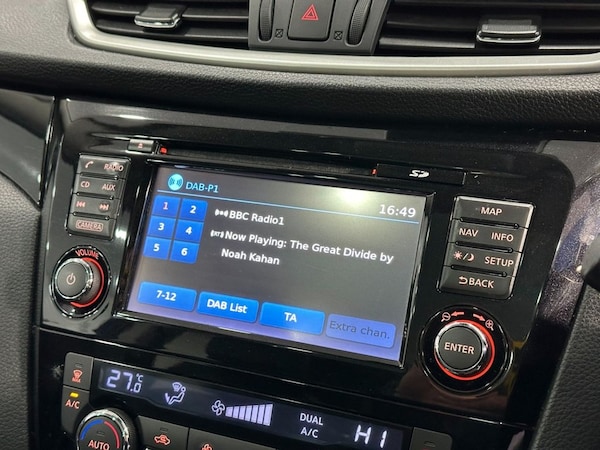 SD
PHONE RADIO
DAB-P1
CD AUX
16:49
MAP
1 2
BBC Radio1
NAV INFO
CAMERA
3 4
Now Playing: The Great Divide by
Noah Kahan
SETUP
VOLUME
5 6
BACK
7-12
DAB List
TA
Extra chan.
ENTER
27.0 °C
MAX
A/C
DUAL
A/C
HI
AUTO